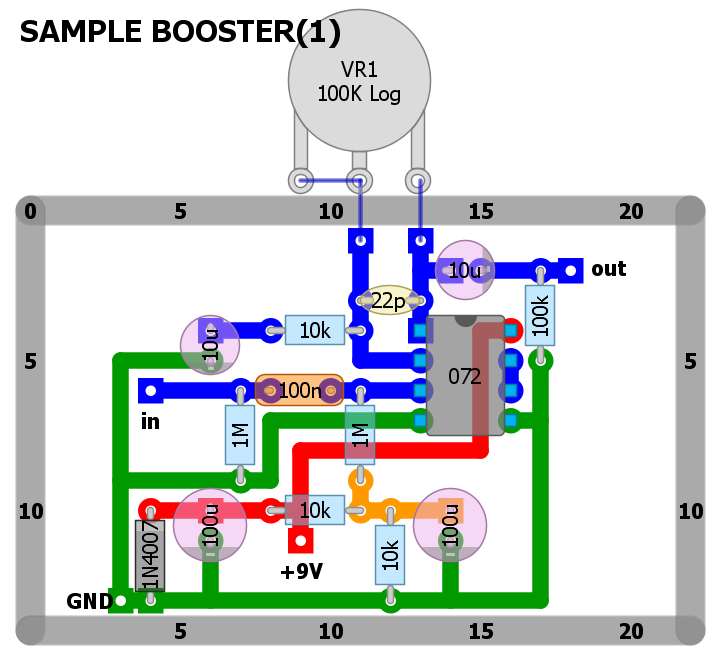 SAMPLE BOOSTER(1)
VR1
100K Log
0 5 10 15 20
10u out
22p
10u 10k 100k
5 072 5
100n
in 1M 1M
10 100u 10k 100u 10
1N4007 10k
+9V
GND
5 10 15 20